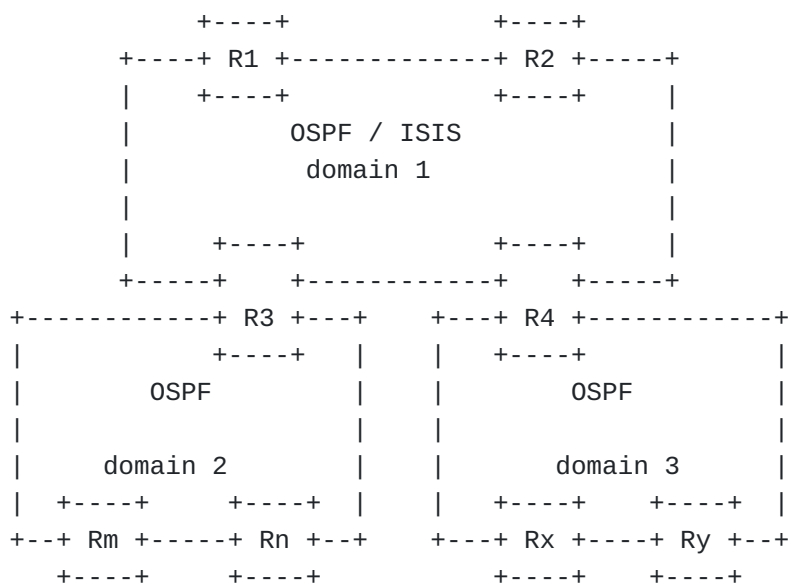 R1 R2
OSPF / ISIS
domain 1
R3 R4
OSPF OSPF
domain 2 domain 3
Rm Rn Rx Ry